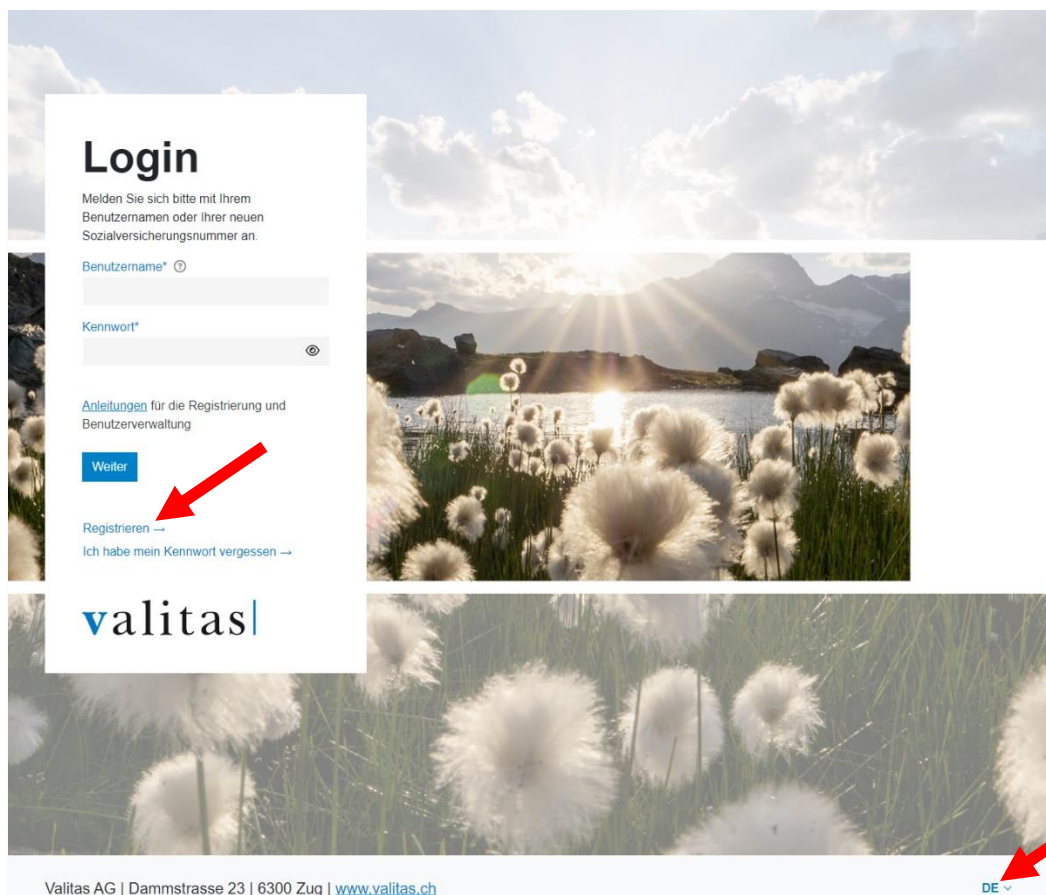 Login
Melden Sie sich bitte mit Ihrem
Benutzernamen oder Ihrer neuen
Sozialversicherungsnummer an.
Benutzername* ?
Kennwort*
Anleitungen für die Registrierung und
Benutzerverwaltung
Weiter
Registrieren →
Ich habe mein Kennwort vergessen →
valitas|
Valitas AG | Dammstrasse 23 | 6300 Zug | www.valitas.ch
DE